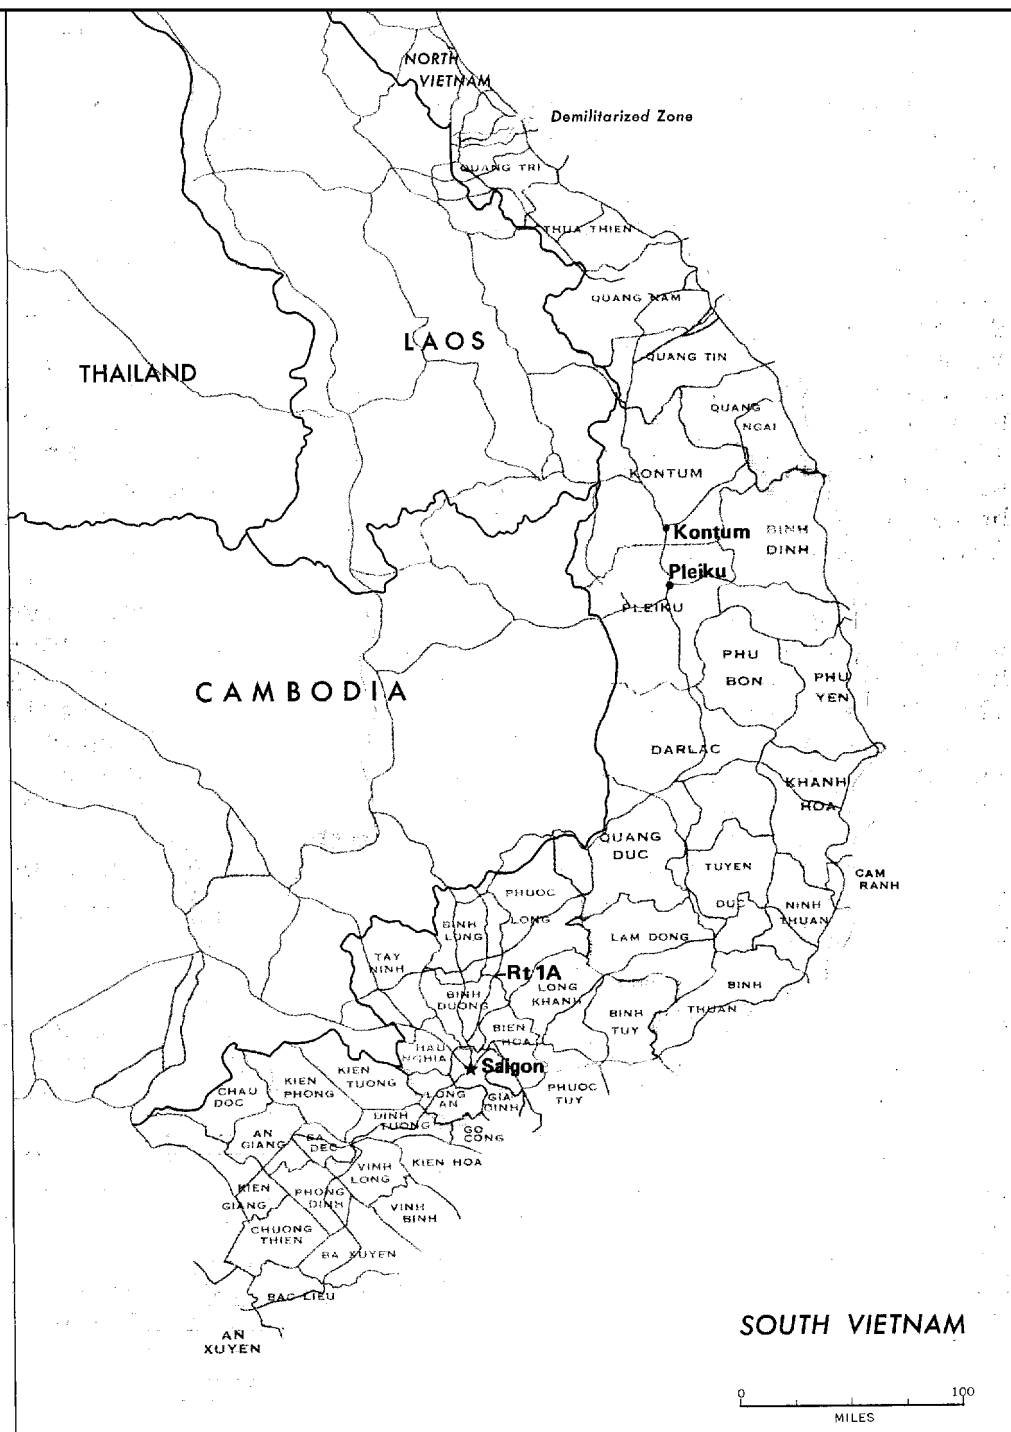 NORTH
VIETNAM
Demilitarized Zone
QUANG TRI
THUA THIEN
QUANG NAM
LAOS
QUANG TIN
THAILAND
QUANG
NGAI
KONTUM
Kontum
BINH
DINH
Pleiku
PLEIKU
PHU
BON
PHU
YEN
CAMBODIA
DARLAC
KHANH
HOA
QUANG
DUC
TUYEN
DUC
CAM
RANH
PHUOC
LONG
NINH
THUAN
BINH
LONG
LAM DONG
TAY
NINH
Rt 1A
LONG
KHANH
BINH
THUAN
BINH
DUONG
BINH
TUY
BIEN
HOA
HAU
NGHIA
Saigon
KIEN
TUONG
KIEN
PHONG
CHAU
DOC
LONG
AN
GIA
DINH
PHUOC
TUY
DINH
TUONG
GO
CONG
AN
GIANG
SA
DEC
VINH
LONG
KIEN HOA
KIEN
GIANG
PHONG
DINH
VINH
BINH
CHUONG
THIEN
BA XUYEN
BAC LIEU
AN
XUYEN
SOUTH VIETNAM
0 100
MILES